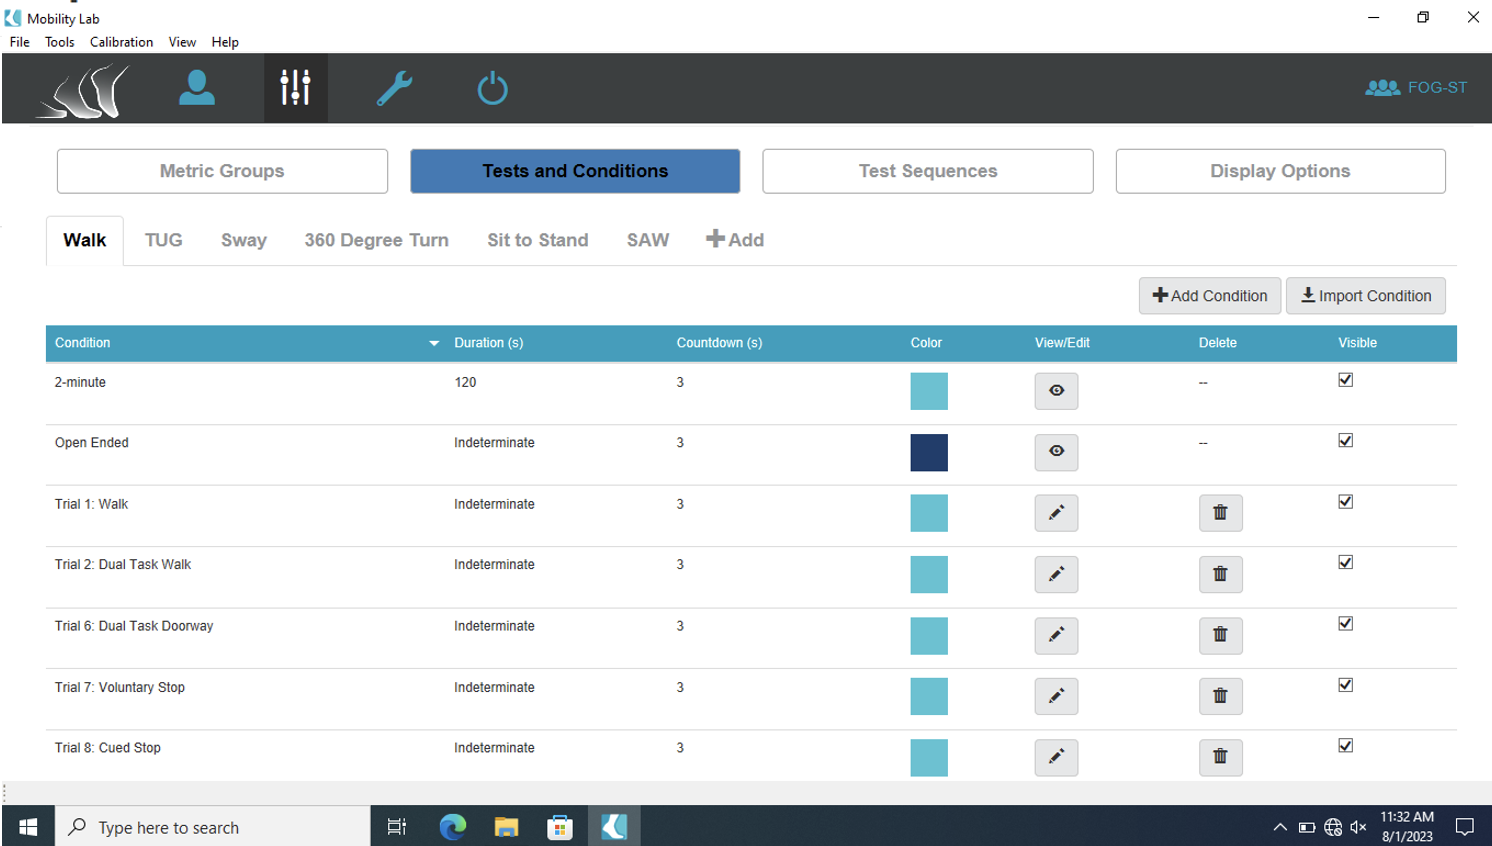 Mobility Lab
File Tools Calibration View Help
FOG-ST
Metric Groups Tests and Conditions Test Sequences Display Options
Walk TUG Sway 360 Degree Turn Sit to Stand SAW Add
Add Condition Import Condition
Condition Duration (s) Countdown (s) Color View/Edit Delete Visible
2-minute 120 3 --
Open Ended Indeterminate 3 --
Trial 1: Walk Indeterminate 3
Trial 2: Dual Task Walk Indeterminate 3
Trial 6: Dual Task Doorway Indeterminate 3
Trial 7: Voluntary Stop Indeterminate 3
Trial 8: Cued Stop Indeterminate 3
Type here to search
11:32 AM
8/1/2023